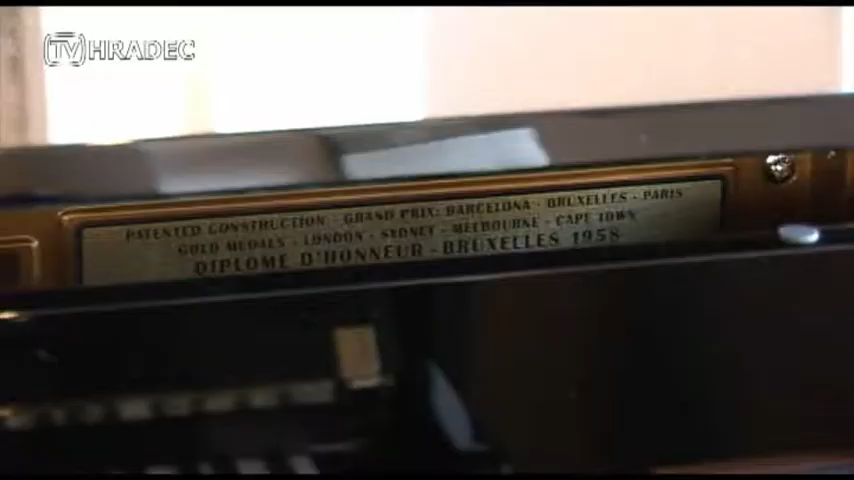 TV HRADEC
PATENTED CONSTRUCTION - GRAND PRIX: BARCELONA - BRUXELLES - PARIS
GOLD MEDALS - LONDON - SYDNEY - MELBOURNE - CAPE TOWN
DIPLOME D'HONNEUR - BRUXELLES 1958